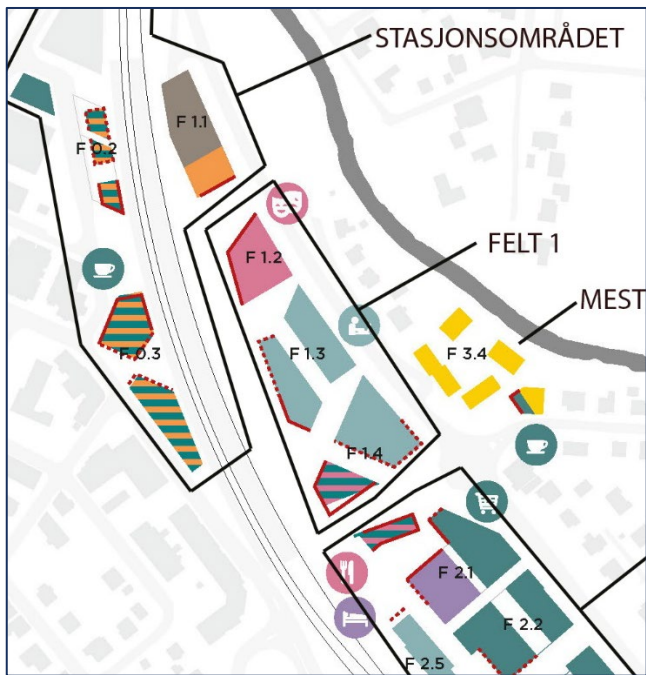 STASJONSOMRÅDET
F 1.1
F 0.2
F 1.2
FELT 1
MEST
F 0.3
F 1.3
F 3.4
F 1.4
F 2.1
F 2.2
F 2.5